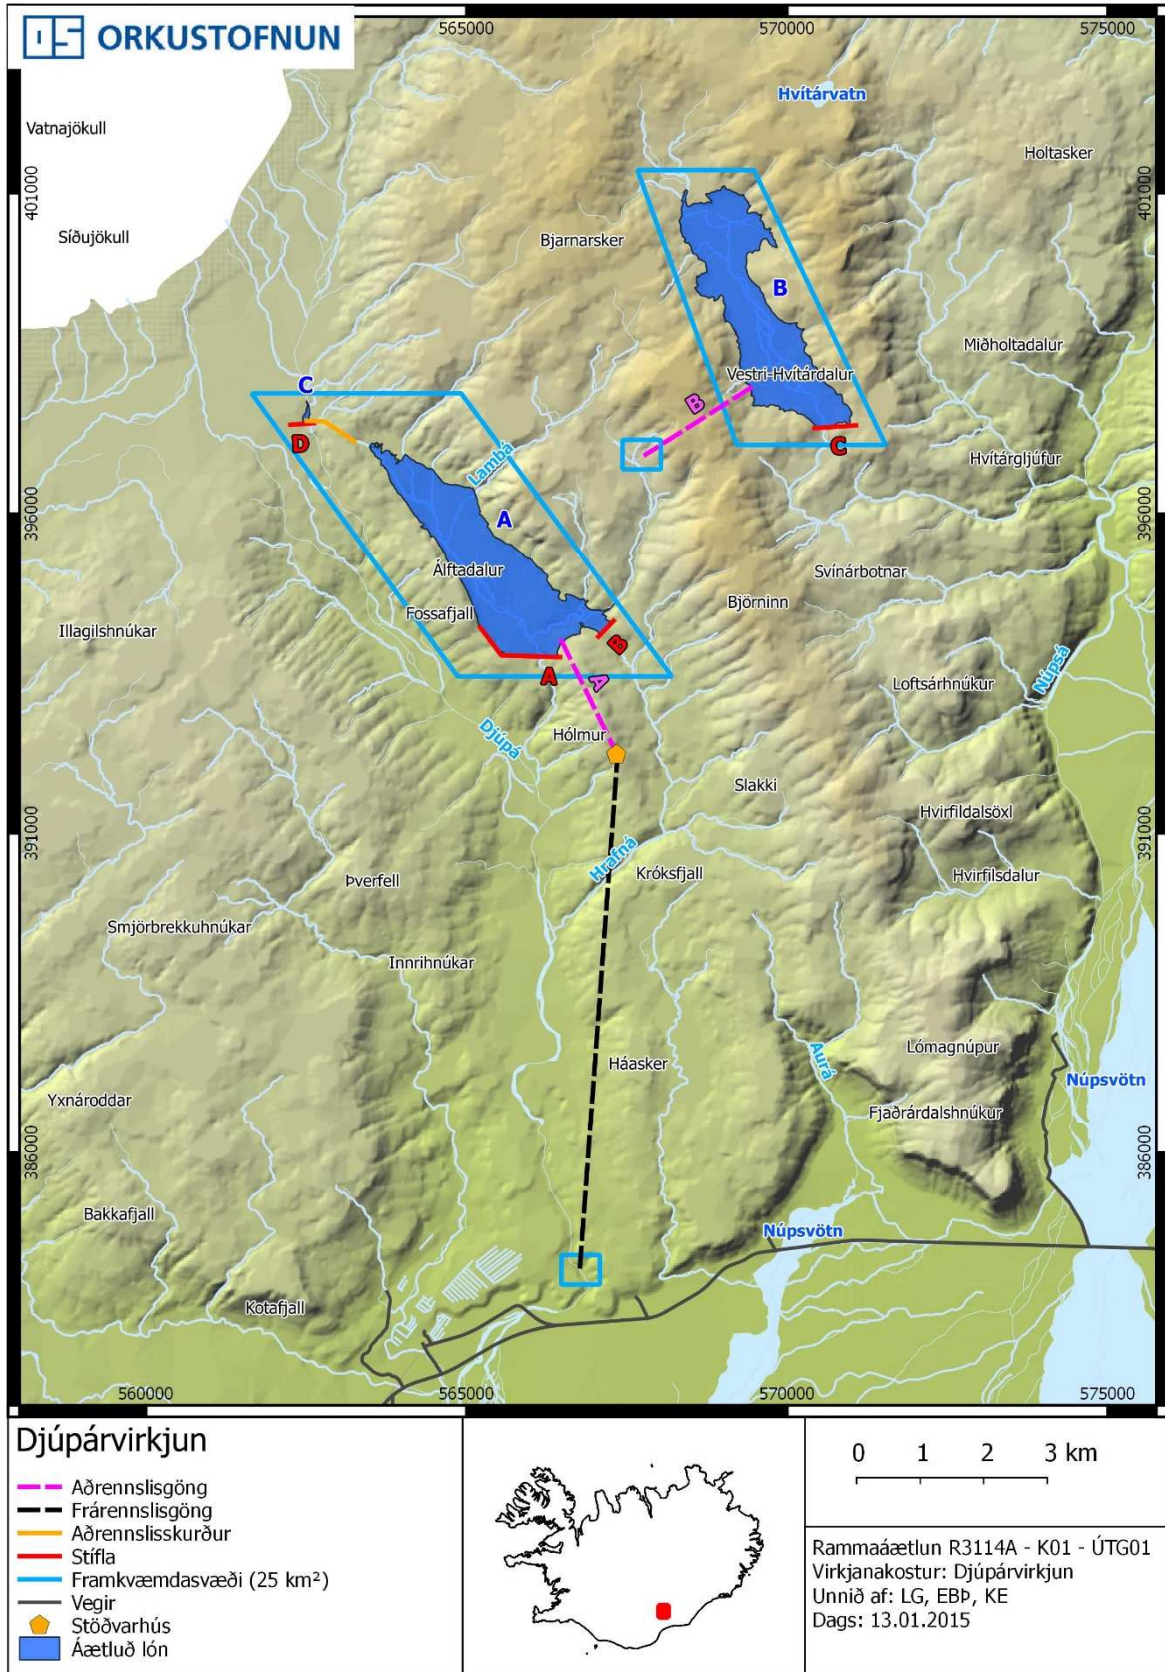 OS ORKUSTOFNUN
565000
570000
575000
Hvítárvatn
Vatnajökull
Holtasker
401000
401000
Síðujökull
Bjarnarsker
B
Miðholtadalur
Vestri-Hvítárdalur
C
B
D
C
Lambá
Hvítárgljúfur
396000
396000
A
Álftadalur
Svínárbotnar
Fossafjall
Björninn
Illagilshnúkar
B
Núpsá
A
A
Loftsárhnúkur
Djúpá
Hólmur
Slakki
Hvirfildalsöxl
391000
391000
Hrafná
Króksfjall
Hvirfilsdalur
Þverfell
Smjörbrekkuhnúkar
Innrihnúkar
Aurá
Lómagnúpur
Háasker
Núpsvötn
Yxnároddar
Fjaðrárdalshnúkur
386000
386000
Bakkafjall
Núpsvötn
Kotafjall
560000
565000
570000
575000
Djúpárvirkjun
Aðrennslisgöng
Frárennslisgöng
Aðrennslisskurður
Stífla
Framkvæmdasvæði (25 km²)
Vegir
Stöðvarhús
Áætluð lón
0 1 2 3 km
Rammaáætlun R3114A - K01 - ÚTG01
Virkjanakostur: Djúpárvirkjun
Unnið af: LG, EBÞ, KE
Dags: 13.01.2015